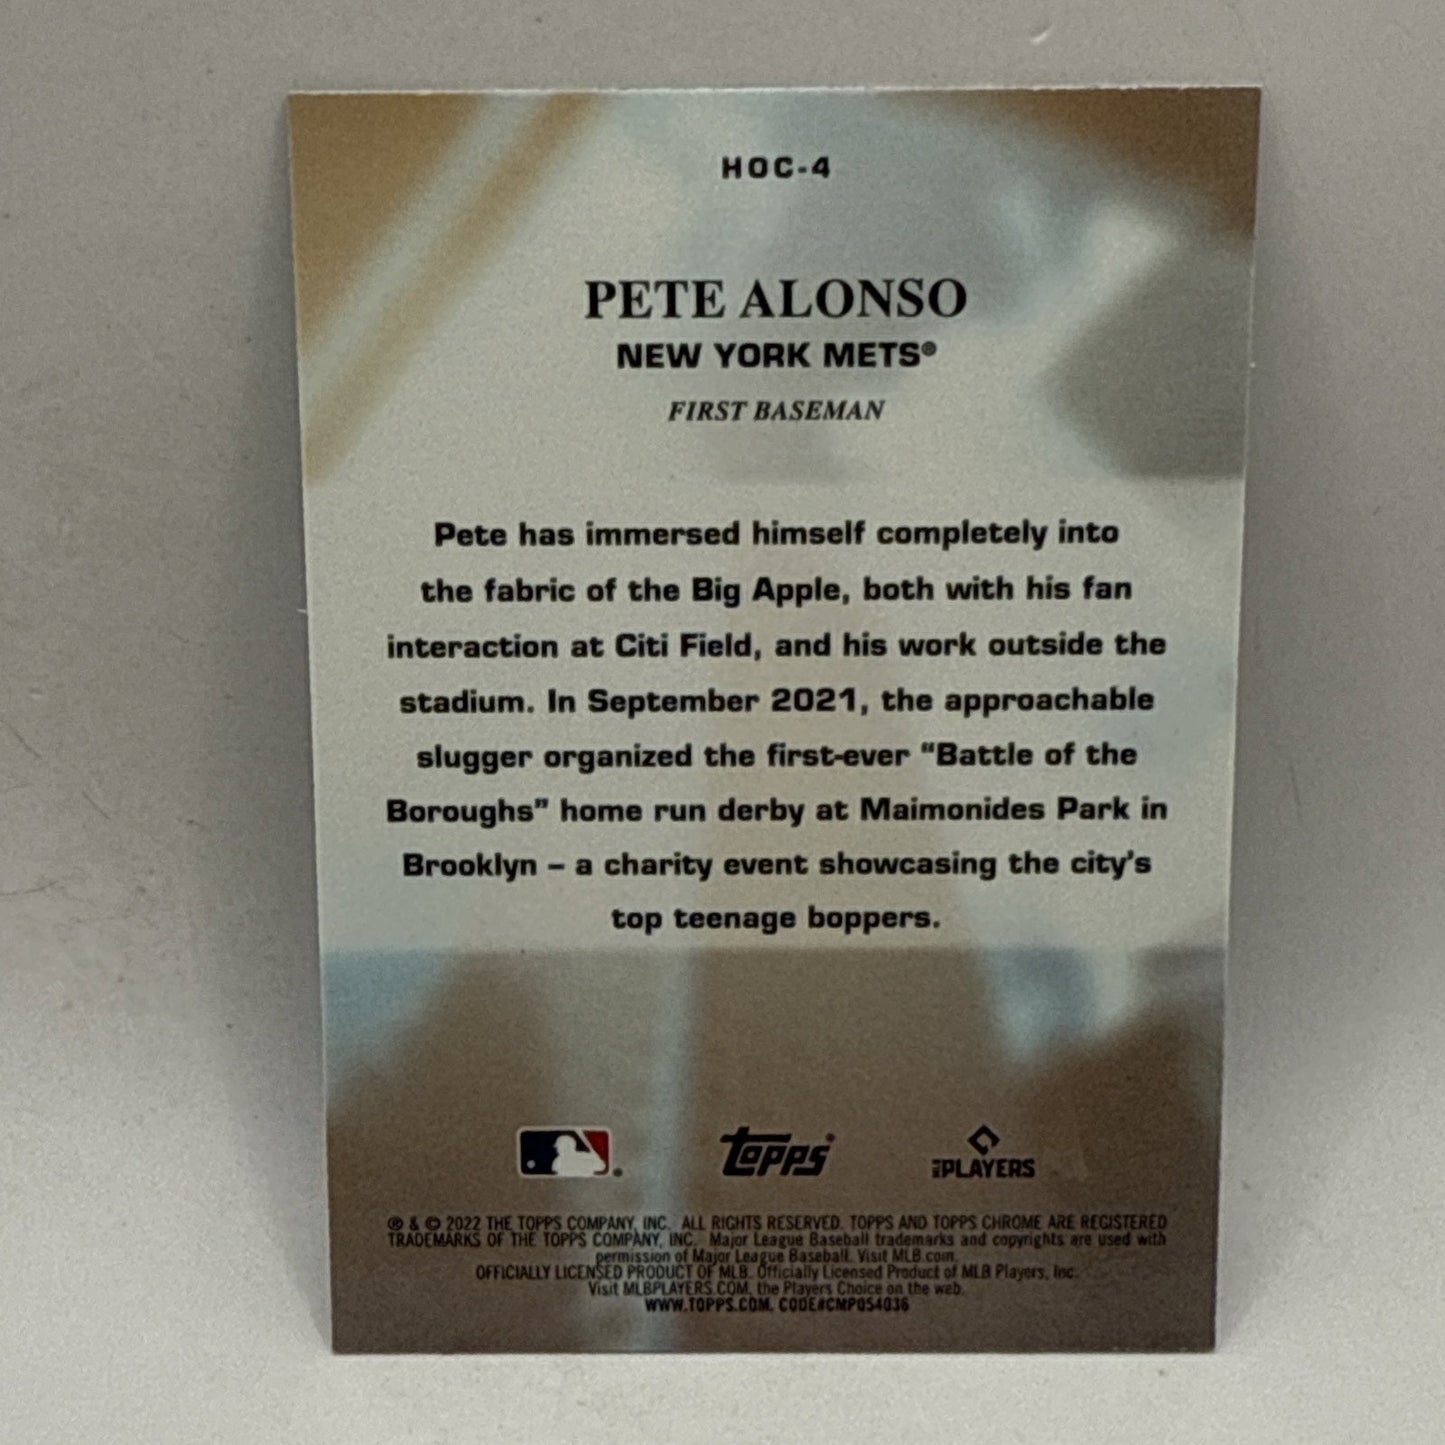 HOC-4
PETE ALONSO
NEW YORK METS®
FIRST BASEMAN
Pete has immersed himself completely into
the fabric of the Big Apple, both with his fan
interaction at Citi Field, and his work outside the
stadium. In September 2021, the approachable
slugger organized the first-ever “Battle of the
Boroughs” home run derby at Maimonides Park in
Brooklyn – a charity event showcasing the city’s
top teenage boppers.
topps®
PLAYERS
® & © 2022 THE TOPPS COMPANY, INC. ALL RIGHTS RESERVED. TOPPS AND TOPPS CHROME ARE REGISTERED
TRADEMARKS OF THE TOPPS COMPANY, INC. Major League Baseball trademarks and copyrights are used with
permission of Major League Baseball. Visit MLB.com.
OFFICIALLY LICENSED PRODUCT OF MLB. Officially Licensed Product of MLB Players, Inc.
Visit MLBPLAYERS.COM, the Players Choice on the web.
WWW.TOPPS.COM. CODE#CMP054036